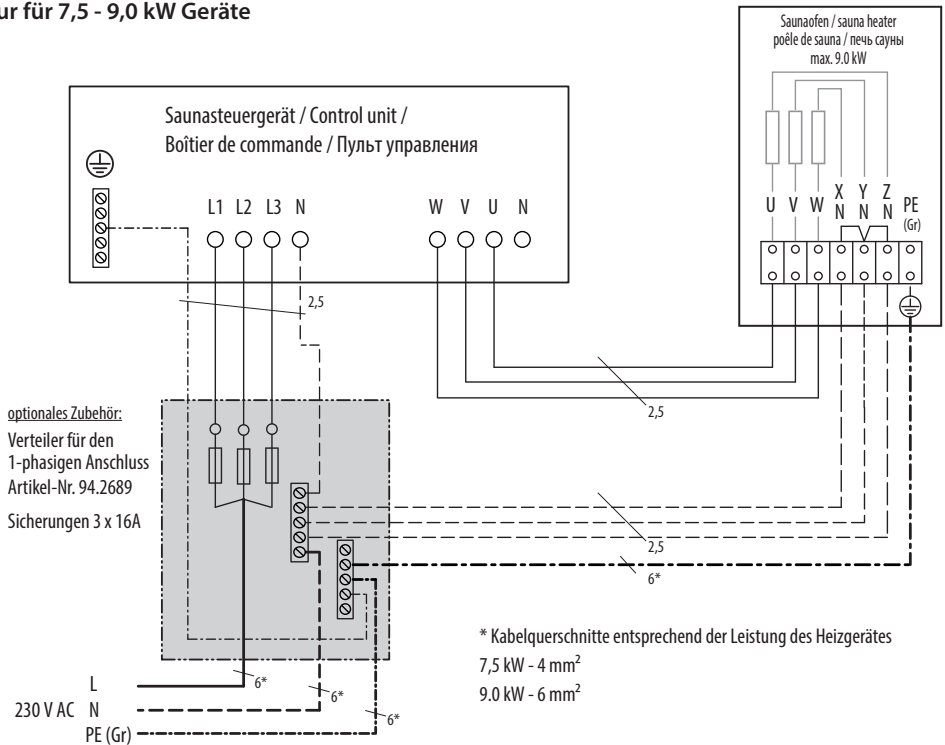 ur für 7,5 - 9,0 kW Geräte
Saunaofen / sauna heater
poêle de sauna / печь сауны
max. 9.0 kW
Saunasteuergerät / Control unit /
Boîtier de commande / Пульт управления
L1 L2 L3 N
W V U N
U V W X Y Z PE
N N N (Gr)
2,5
2,5
optionales Zubehör:
Verteiler für den
1-phasigen Anschluss
Artikel-Nr. 94.2689
Sicherungen 3 x 16A
2,5
6*
* Kabelquerschnitte entsprechend der Leistung des Heizgerätes
7,5 kW - 4 mm²
9.0 kW - 6 mm²
L 6*
230 V AC N 6*
PE (Gr) 6*